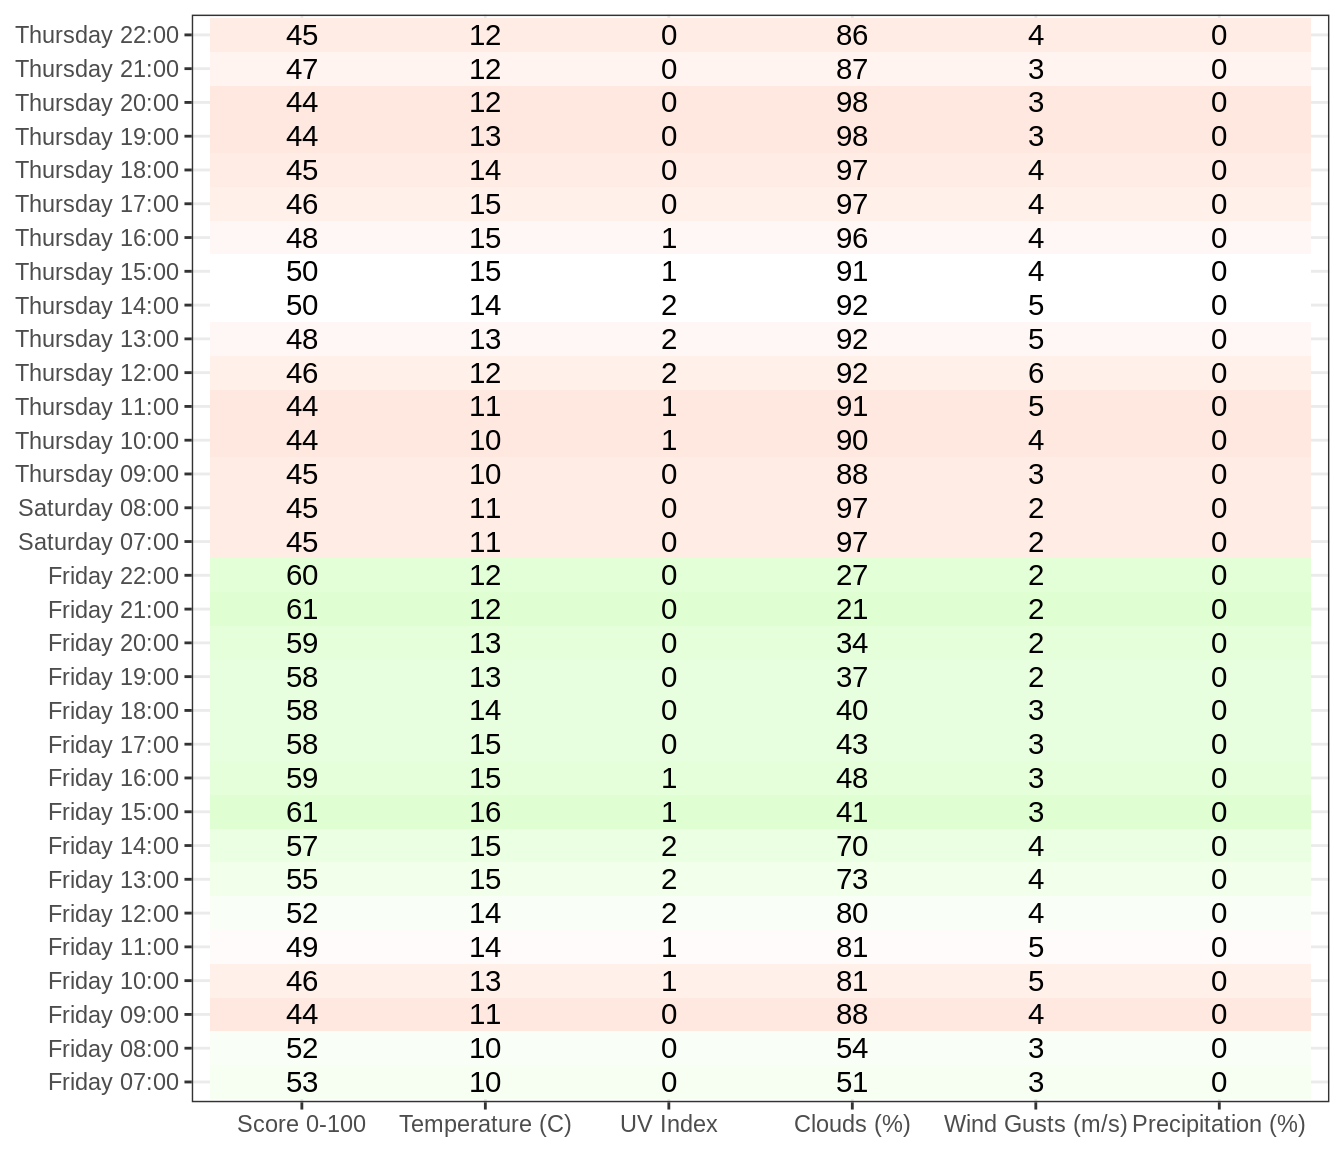 Thursday 22:00 45 12 0 86 4 0
Thursday 21:00 47 12 0 87 3 0
Thursday 20:00 44 12 0 98 3 0
Thursday 19:00 44 13 0 98 3 0
Thursday 18:00 45 14 0 97 4 0
Thursday 17:00 46 15 0 97 4 0
Thursday 16:00 48 15 1 96 4 0
Thursday 15:00 50 15 1 91 4 0
Thursday 14:00 50 14 2 92 5 0
Thursday 13:00 48 13 2 92 5 0
Thursday 12:00 46 12 2 92 6 0
Thursday 11:00 44 11 1 91 5 0
Thursday 10:00 44 10 1 90 4 0
Thursday 09:00 45 10 0 88 3 0
Saturday 08:00 45 11 0 97 2 0
Saturday 07:00 45 11 0 97 2 0
Friday 22:00 60 12 0 27 2 0
Friday 21:00 61 12 0 21 2 0
Friday 20:00 59 13 0 34 2 0
Friday 19:00 58 13 0 37 2 0
Friday 18:00 58 14 0 40 3 0
Friday 17:00 58 15 0 43 3 0
Friday 16:00 59 15 1 48 3 0
Friday 15:00 61 16 1 41 3 0
Friday 14:00 57 15 2 70 4 0
Friday 13:00 55 15 2 73 4 0
Friday 12:00 52 14 2 80 4 0
Friday 11:00 49 14 1 81 5 0
Friday 10:00 46 13 1 81 5 0
Friday 09:00 44 11 0 88 4 0
Friday 08:00 52 10 0 54 3 0
Friday 07:00 53 10 0 51 3 0
Score 0-100 Temperature (C) UV Index Clouds (%) Wind Gusts (m/s) Precipitation (%)